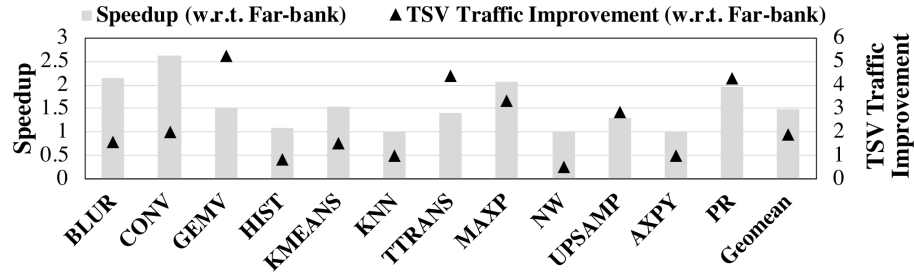 Speedup (w.r.t. Far-bank) ▲ TSV Traffic Improvement (w.r.t. Far-bank)
3 6
2.5 5
2 4
1.5 3
1 2
0.5 1
0 0
Speedup
TSV Traffic
Improvement
BLUR
CONV
GEMV
HIST
KMEANS
KNN
TTRANS
MAXP
NW
UPSAMP
AXPY
PR
Geomean